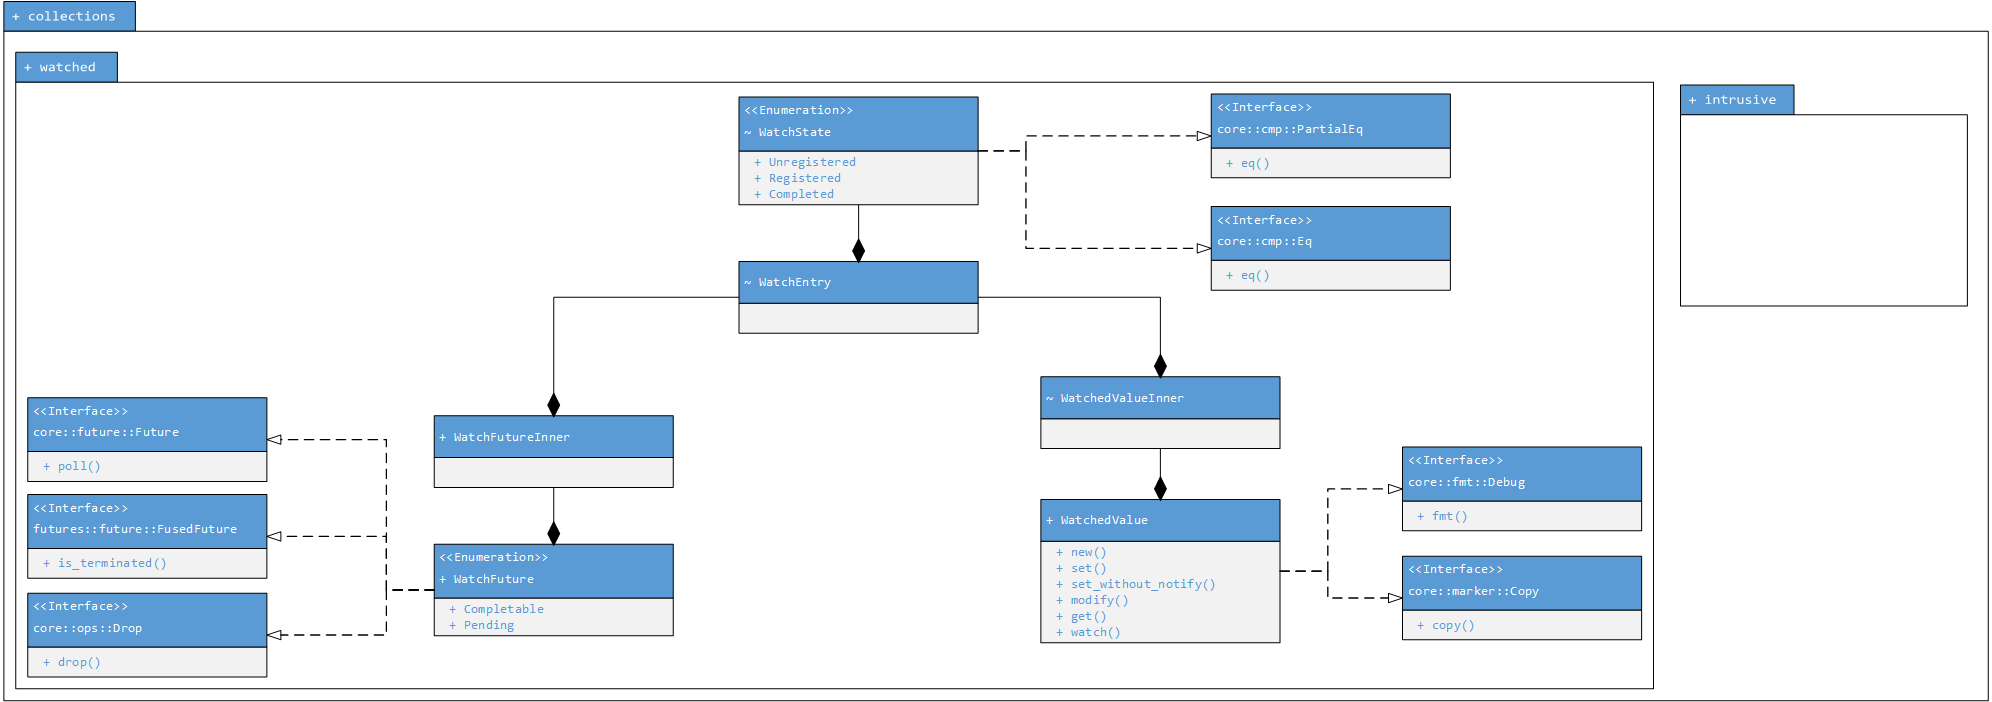 + collections
+ watched
<<Enumeration>>
~ WatchState
+ Unregistered
+ Registered
+ Completed
<<Interface>>
core::cmp::PartialEq
+ eq()
<<Interface>>
core::cmp::Eq
+ eq()
+ intrusive
~ WatchEntry
~ WatchedValueInner
<<Interface>>
core::future::Future
+ poll()
+ WatchFutureInner
<<Interface>>
futures::future::FusedFuture
+ is_terminated()
<<Interface>>
core::ops::Drop
+ drop()
<<Enumeration>>
+ WatchFuture
+ Completable
+ Pending
+ WatchedValue
+ new()
+ set()
+ set_without_notify()
+ modify()
+ get()
+ watch()
<<Interface>>
core::fmt::Debug
+ fmt()
<<Interface>>
core::marker::Copy
+ copy()